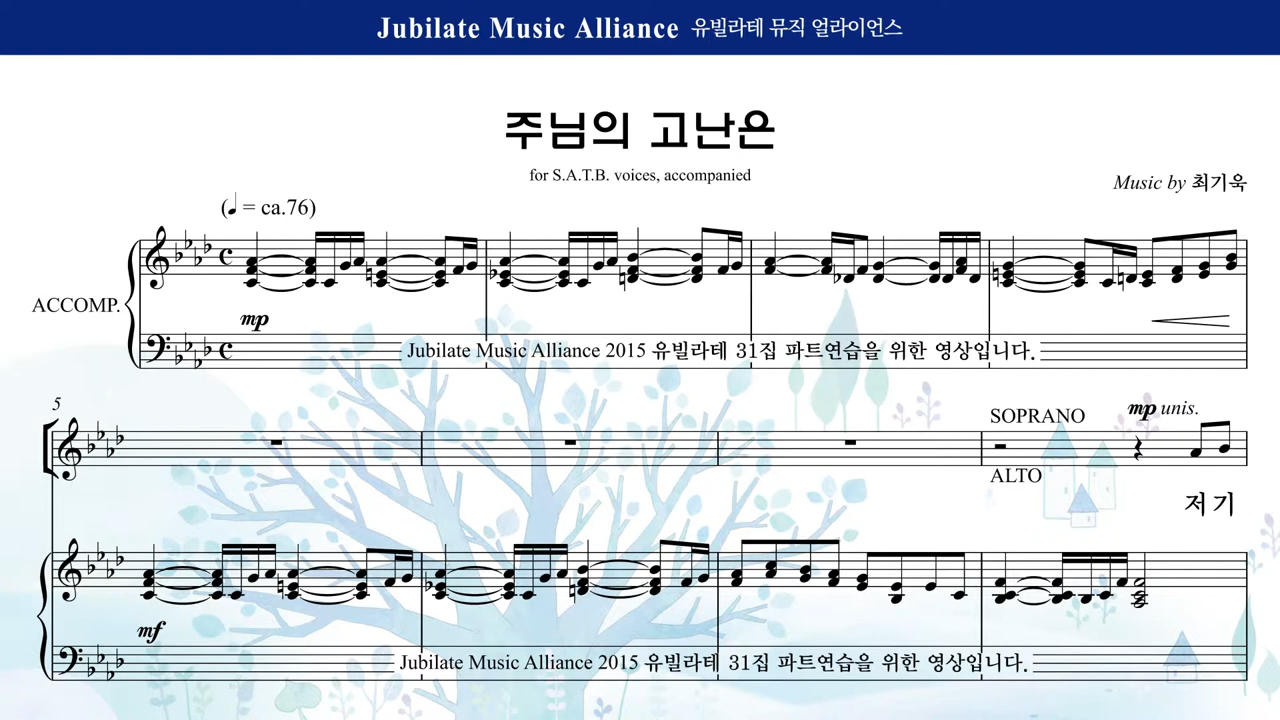 Jubilate Music Alliance 유빌라테 뮤직 얼라이언스
주님의 고난은
for S.A.T.B. voices, accompanied
Music by 최기욱
(♩ = ca.76)
ACCOMP.
mp
Jubilate Music Alliance 2015 유빌라테 31집 파트연습을 위한 영상입니다.
5
SOPRANO
mp unis.
ALTO
저 기
mf
Jubilate Music Alliance 2015 유빌라테 31집 파트연습을 위한 영상입니다.